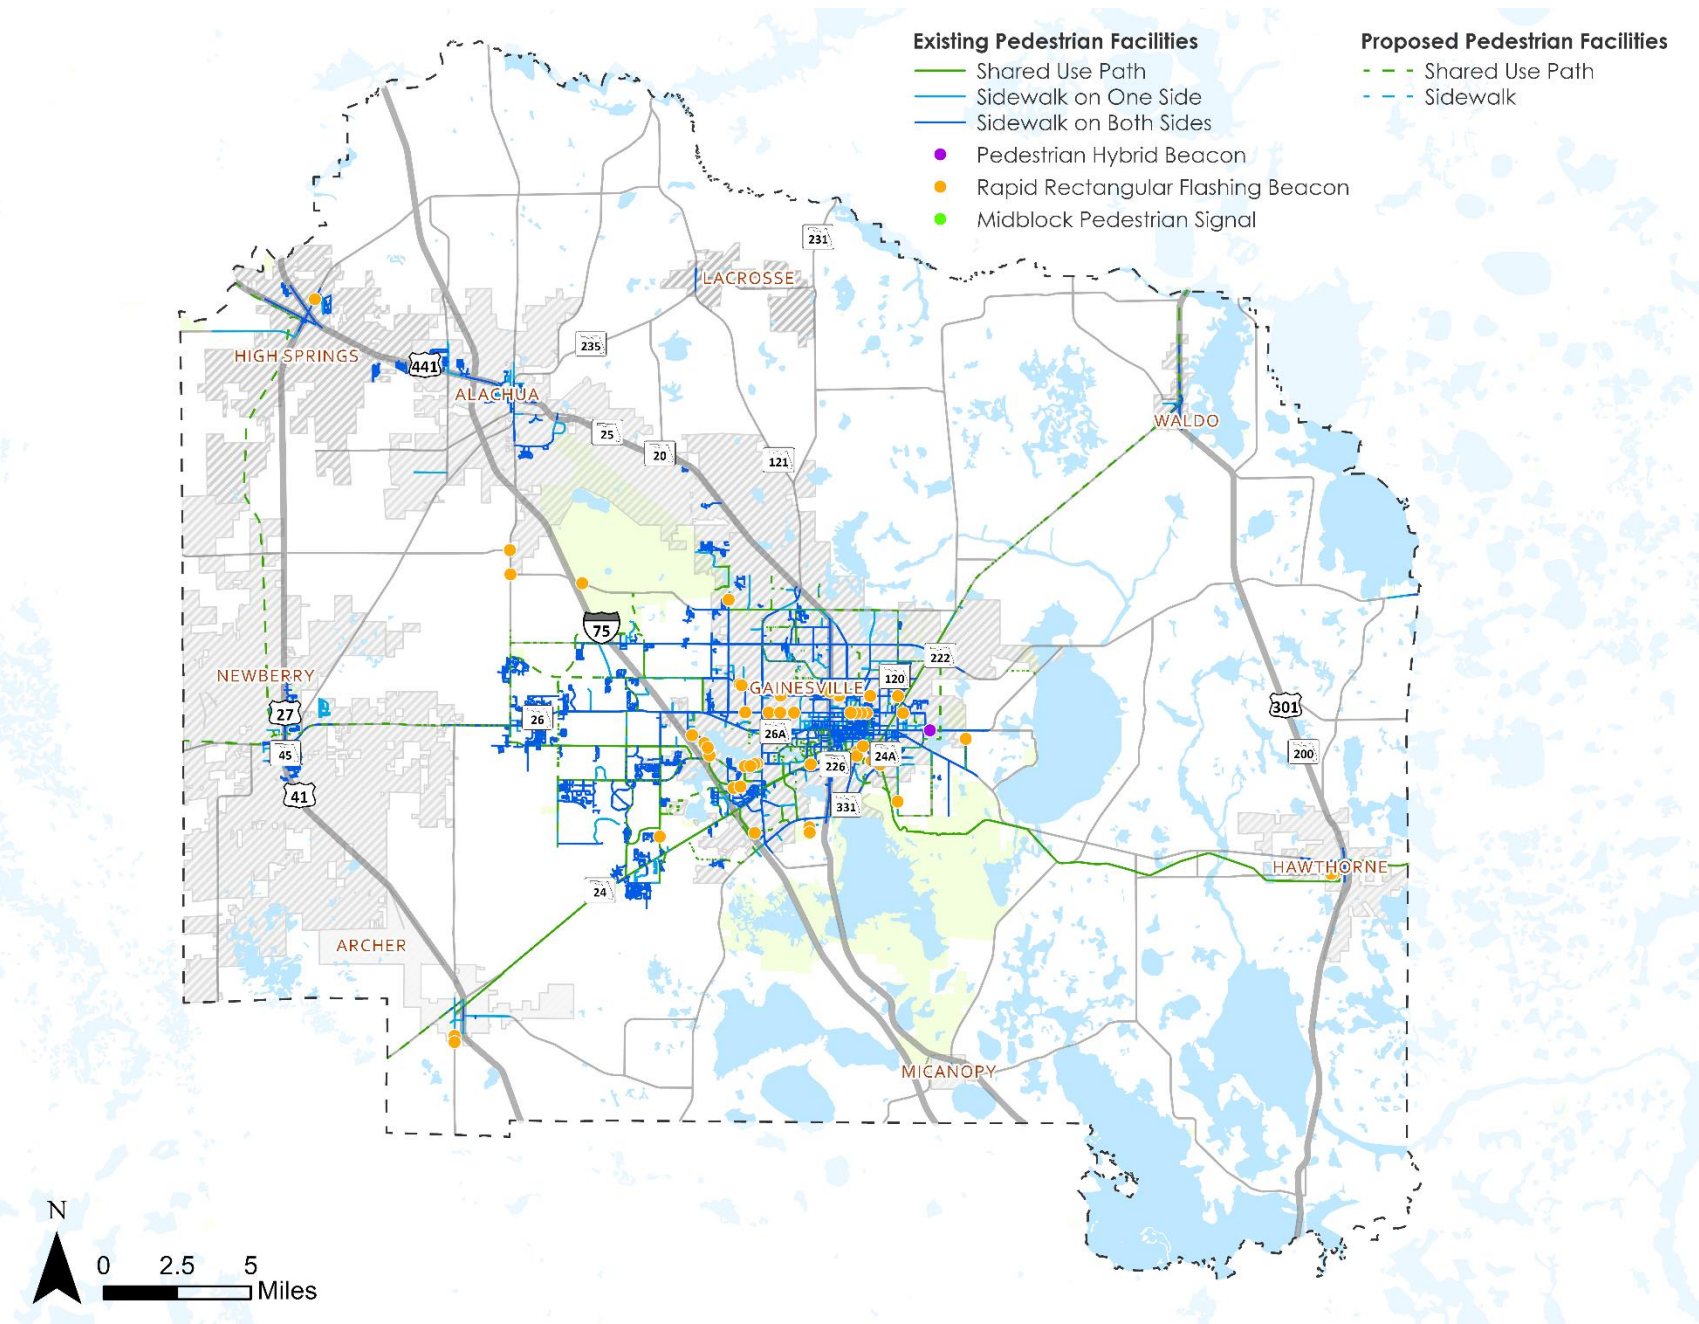 Existing Pedestrian Facilities
Shared Use Path
Sidewalk on One Side
Sidewalk on Both Sides
Pedestrian Hybrid Beacon
Rapid Rectangular Flashing Beacon
Midblock Pedestrian Signal
Proposed Pedestrian Facilities
Shared Use Path
Sidewalk
231
LACROSSE
235
HIGH SPRINGS
441
ALACHUA
25
20
121
WALDO
75
222
NEWBERRY
120
GAINESVILLE
27
26
301
26A
45
226
24A
200
41
331
HAWTHORNE
24
ARCHER
MICANOPY
N
0 2.5 5
Miles